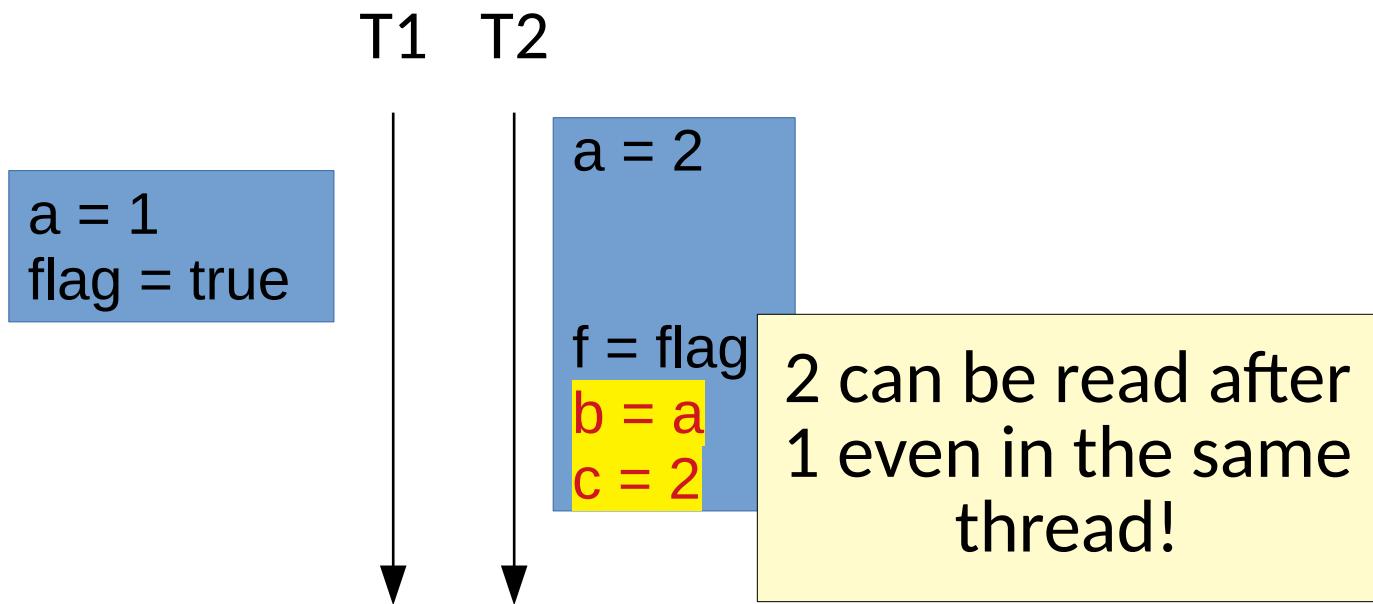 T1 T2
a = 1
flag = true
a = 2
f = flag
b = a
c = 2
2 can be read after
1 even in the same
thread!